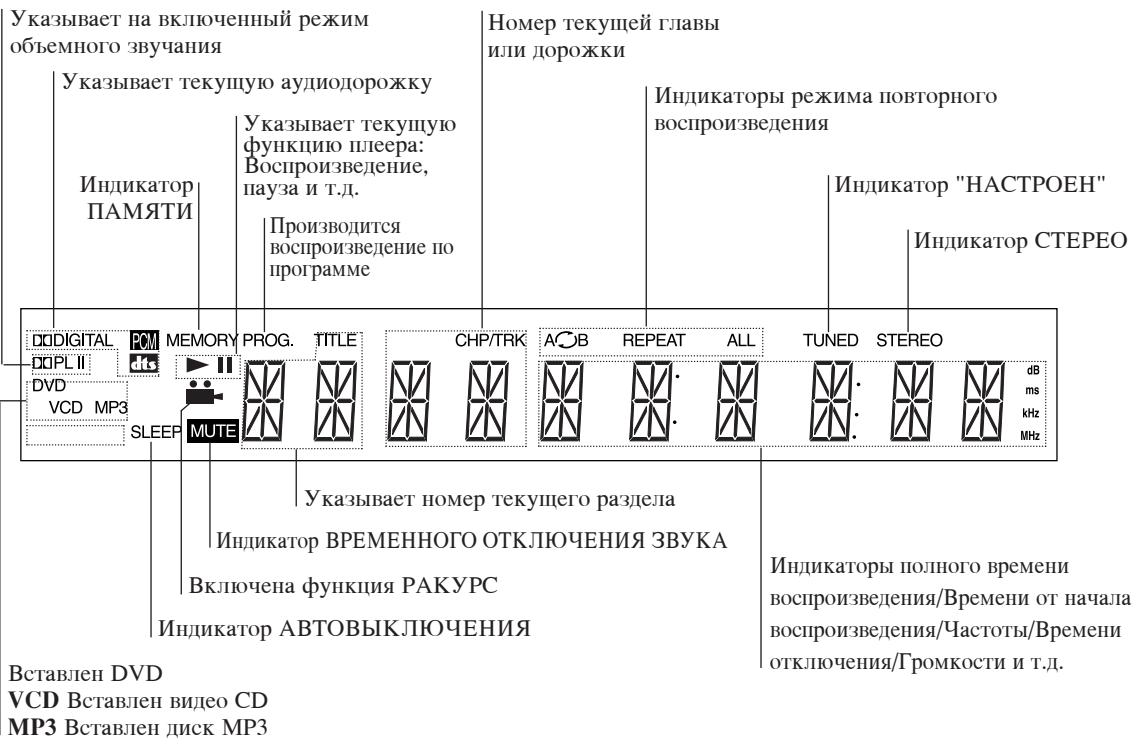 Указывает на включенный режим
объемного звучания
Указывает текущую аудиодорожку
Указывает текущую
функцию плеера:
Воспроизведение,
пауза и т.д.
Индикатор
ПАМЯТИ
Производится
воспроизведение по
программе
Номер текущей главы
или дорожки
Индикаторы режима повторного
воспроизведения
Индикатор "НАСТРОЕН"
Индикатор СТЕРЕО
DIGITAL PCM MEMORY PROG. TITLE CHP/TRK A B REPEAT ALL TUNED STEREO
PL II dts
DVD
VCD MP3
SLEEP MUTE
dB
ms
kHz
MHz
Указывает номер текущего раздела
Индикатор ВРЕМЕННОГО ОТКЛЮЧЕНИЯ ЗВУКА
Включена функция РАКУРС
Индикатор АВТОВЫКЛЮЧЕНИЯ
Индикаторы полного времени
воспроизведения/Времени от начала
воспроизведения/Частоты/Времени
отключения/Громкости и т.д.
Вставлен DVD
VCD Вставлен видео CD
MP3 Вставлен диск MP3